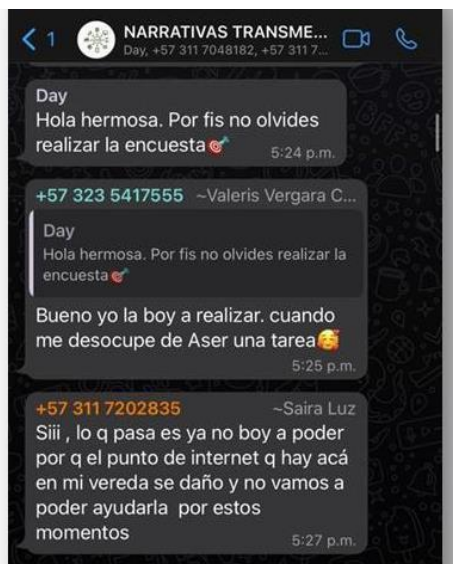 1
NARRATIVAS TRANSME...
Day, +57 311 7048182, +57 311 7...
Day
Hola hermosa. Por fis no olvides
realizar la encuesta🎯
5:24 p.m.
+57 323 5417555 ~Valeris Vergara C...
Day
Hola hermosa. Por fis no olvides realizar la
encuesta🎯
Bueno yo la boy a realizar. cuando
me desocupe de Aser una tarea🥰
5:25 p.m.
+57 311 7202835 ~Saira Luz
Siii , lo q pasa es ya no boy a poder
por q el punto de internet q hay acá
en mi vereda se daño y no vamos a
poder ayudarla por estos
momentos
5:27 p.m.